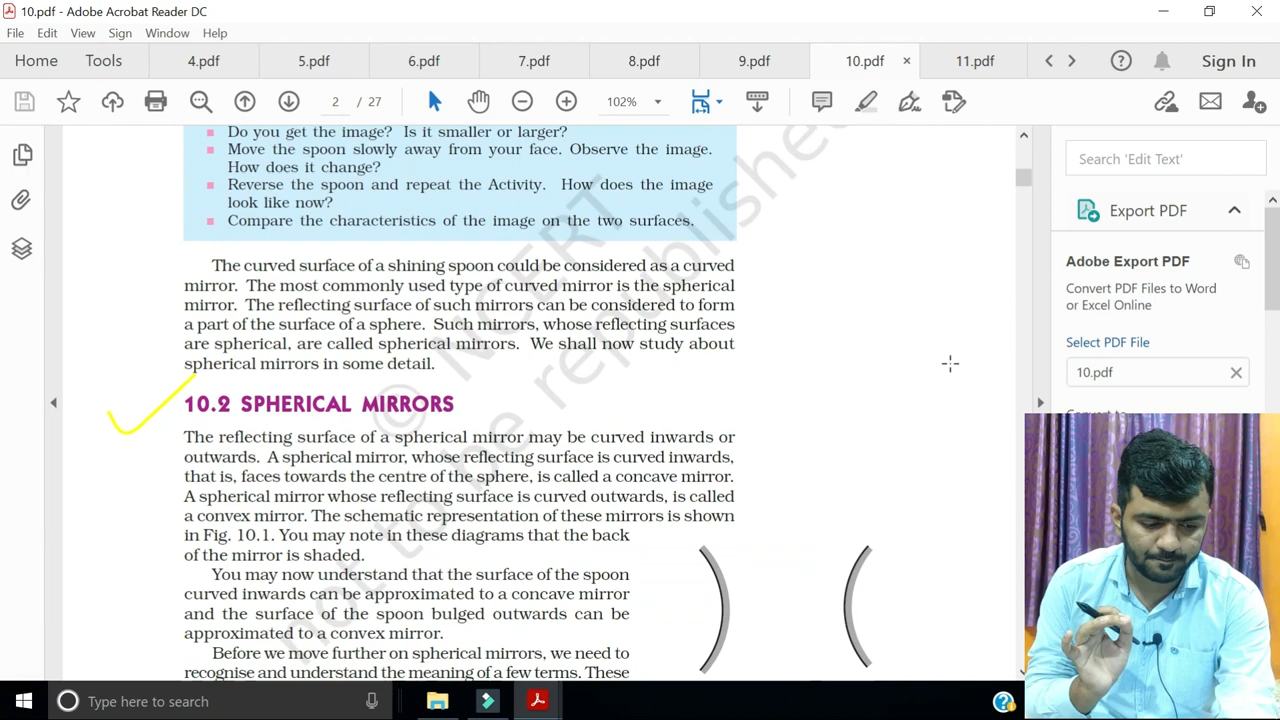 10.pdf - Adobe Acrobat Reader DC
File Edit View Sign Window Help
Home Tools 4.pdf 5.pdf 6.pdf 7.pdf 8.pdf 9.pdf 10.pdf 11.pdf Sign In
2 / 27 102%
Do you get the image? Is it smaller or larger?
Move the spoon slowly away from your face. Observe the image.
How does it change?
Reverse the spoon and repeat the Activity. How does the image
look like now?
Compare the characteristics of the image on the two surfaces.
The curved surface of a shining spoon could be considered as a curved
mirror. The most commonly used type of curved mirror is the spherical
mirror. The reflecting surface of such mirrors can be considered to form
a part of the surface of a sphere. Such mirrors, whose reflecting surfaces
are spherical, are called spherical mirrors. We shall now study about
spherical mirrors in some detail.
10.2 SPHERICAL MIRRORS
The reflecting surface of a spherical mirror may be curved inwards or
outwards. A spherical mirror, whose reflecting surface is curved inwards,
that is, faces towards the centre of the sphere, is called a concave mirror.
A spherical mirror whose reflecting surface is curved outwards, is called
a convex mirror. The schematic representation of these mirrors is shown
in Fig. 10.1. You may note in these diagrams that the back
of the mirror is shaded.
You may now understand that the surface of the spoon
curved inwards can be approximated to a concave mirror
and the surface of the spoon bulged outwards can be
approximated to a convex mirror.
Before we move further on spherical mirrors, we need to
recognise and understand the meaning of a few terms. These
© NCERT
not to be republished
Search 'Edit Text'
Export PDF
Adobe Export PDF
Convert PDF Files to Word
or Excel Online
Select PDF File
10.pdf
Type here to search